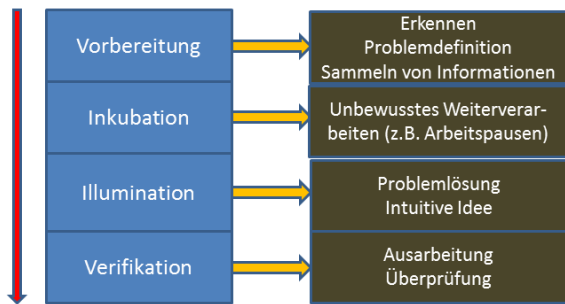 Vorbereitung
Erkennen
Problemdefinition
Sammeln von Informationen
Inkubation
Unbewusstes Weiterverar-
beiten (z.B. Arbeitspausen)
Illumination
Problemlösung
Intuitive Idee
Verifikation
Ausarbeitung
Überprüfung